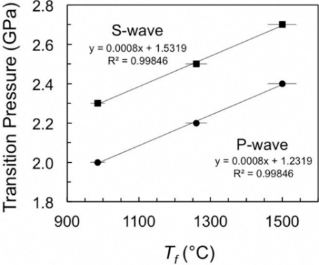 2.8
2.6
2.4
2.2
2.0
1.8
Transition Pressure (GPa)
S-wave
y = 0.0008x + 1.5319
R² = 0.99846
P-wave
y = 0.0008x + 1.2319
R² = 0.99846
900 1100 1300 1500
Tf (°C)